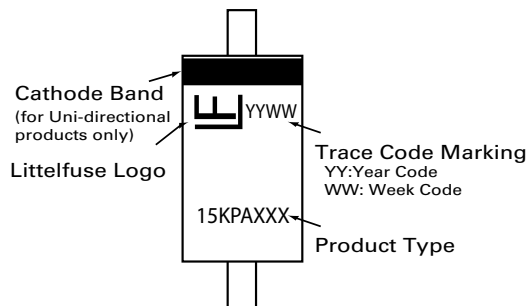 Cathode Band
(for Uni-directional
products only)
Littelfuse Logo
YYWW
Trace Code Marking
YY:Year Code
WW: Week Code
15KPAXXX
Product Type